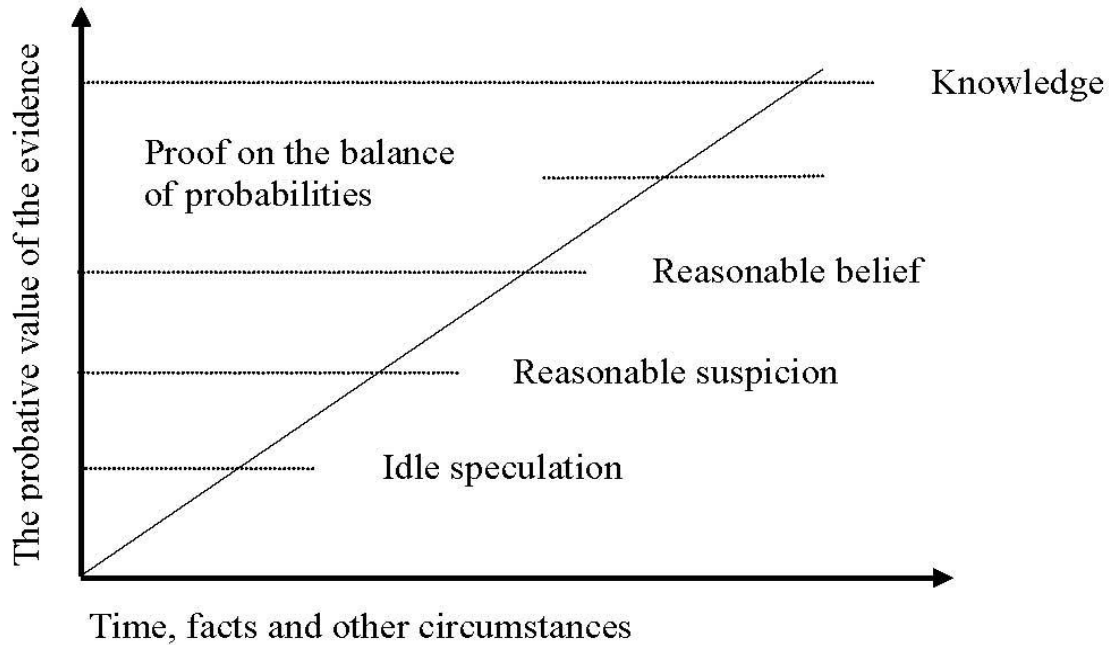 The probative value of the evidence
Knowledge
Proof on the balance
of probabilities
Reasonable belief
Reasonable suspicion
Idle speculation
Time, facts and other circumstances